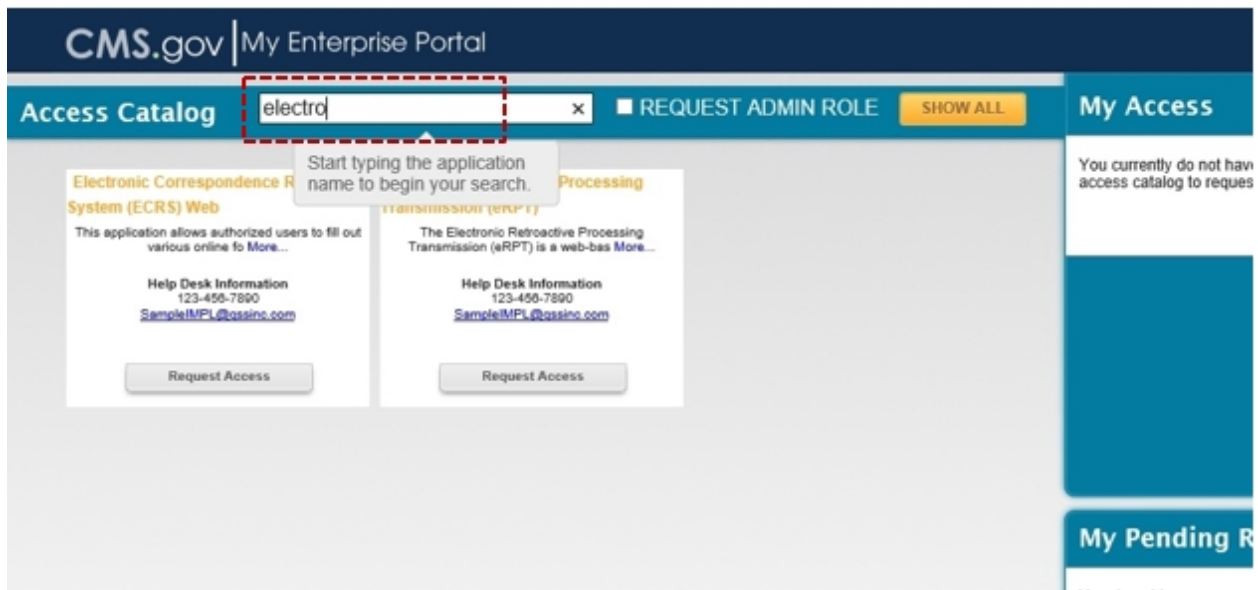 CMS.gov My Enterprise Portal
Access Catalog
electro
×
REQUEST ADMIN ROLE
SHOW ALL
Start typing the application
name to begin your search.
Electronic Correspondence R
System (ECRS) Web
This application allows authorized users to fill out
various online fo More...
Help Desk Information
123-456-7890
SampleIMPL@qssinc.com
Request Access
Processing
Transmission (eRPT)
The Electronic Retroactive Processing
Transmission (eRPT) is a web-bas More...
Help Desk Information
123-456-7890
SampleIMPL@qssinc.com
Request Access
My Access
You currently do not hav
access catalog to reques
My Pending R